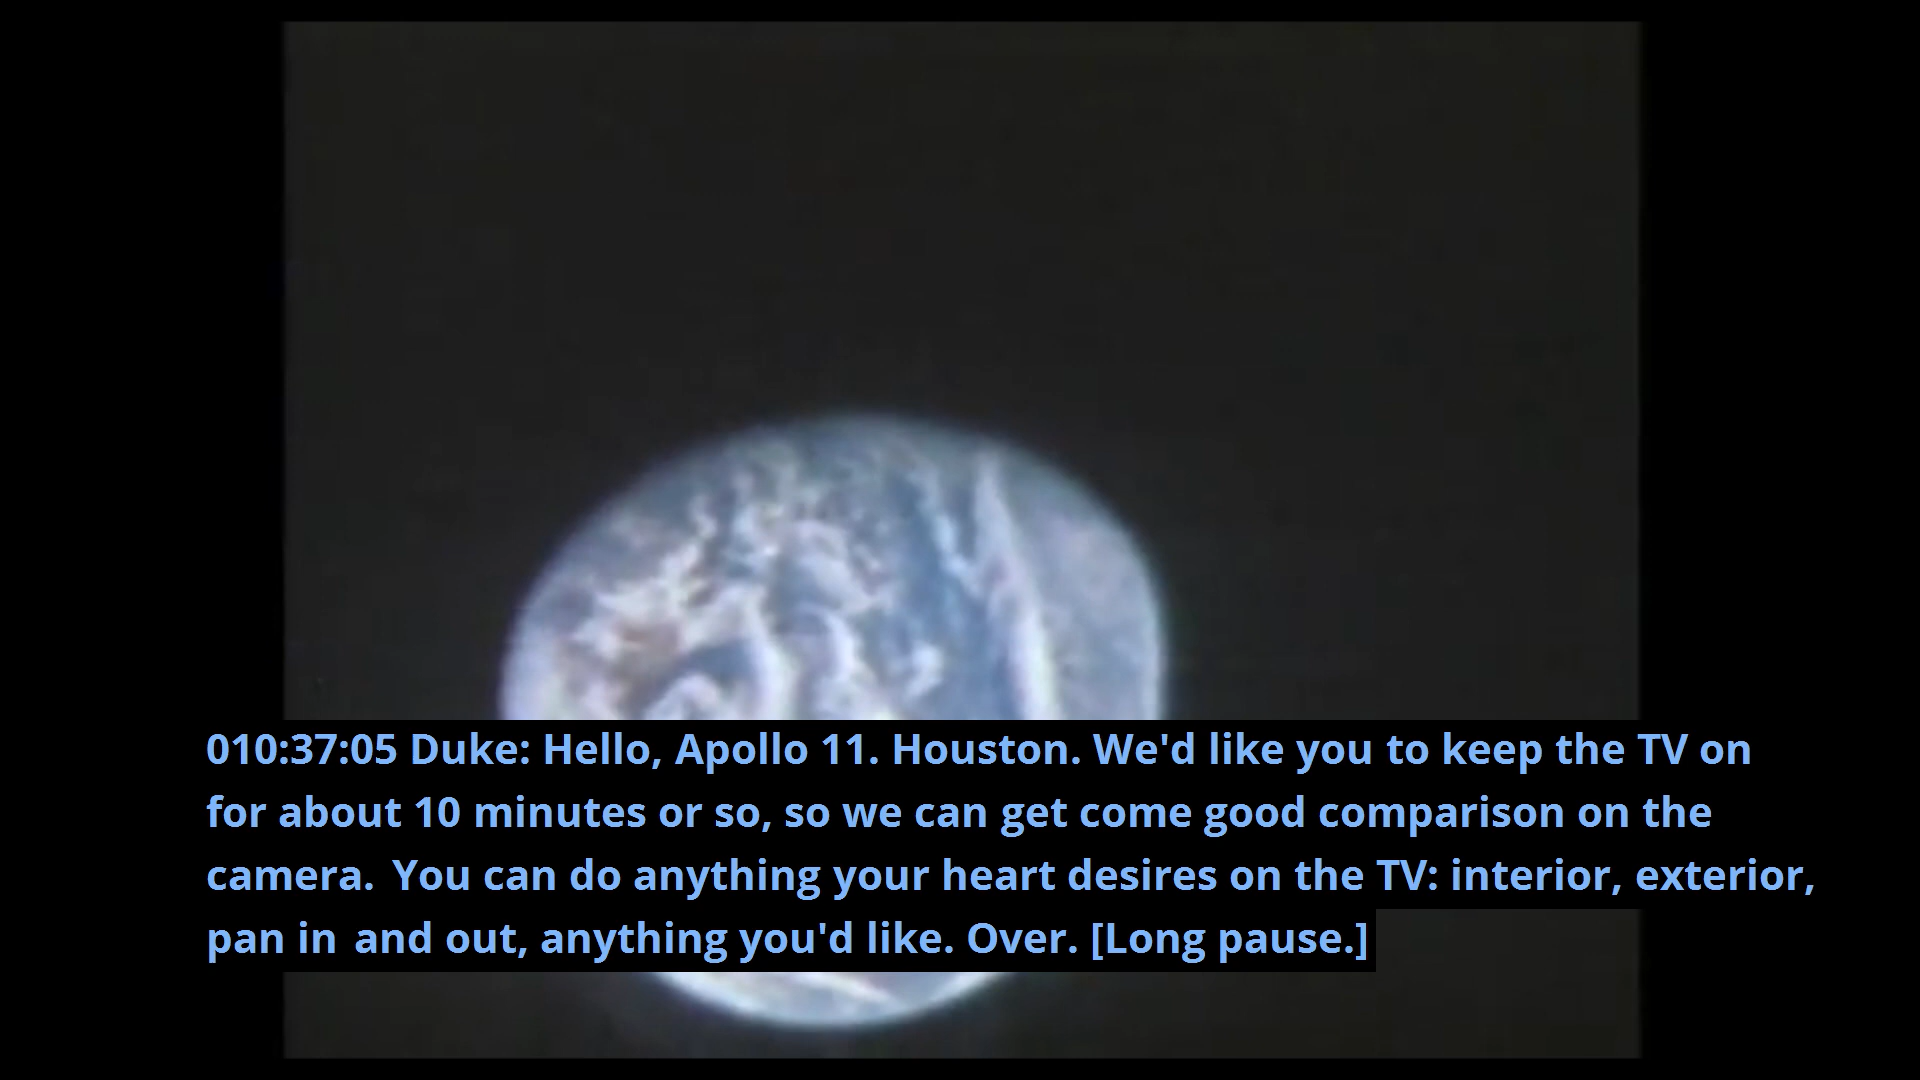 010:37:05 Duke: Hello, Apollo 11. Houston. We'd like you to keep the TV on
for about 10 minutes or so, so we can get come good comparison on the
camera. You can do anything your heart desires on the TV: interior, exterior,
pan in and out, anything you'd like. Over. [Long pause.]